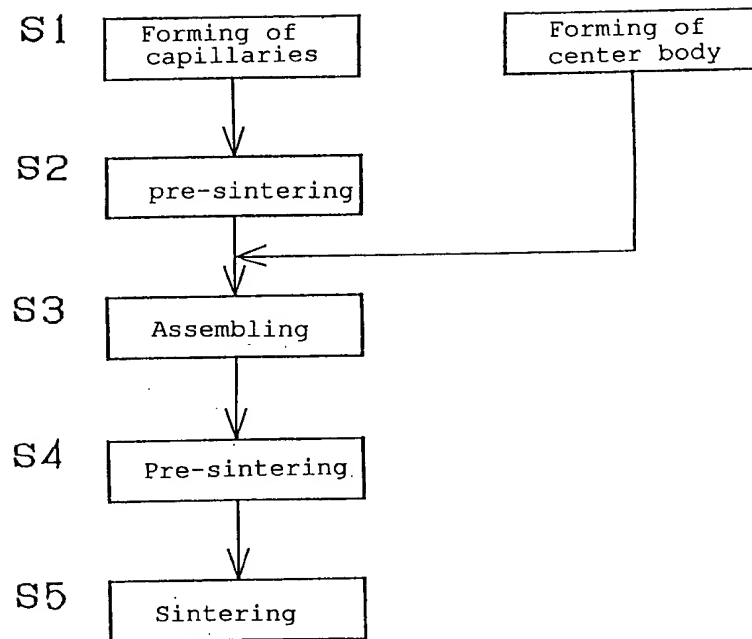 S1
Forming of
capillaries
Forming of
center body
S2
pre-sintering
S3
Assembling
S4
Pre-sintering
S5
Sintering